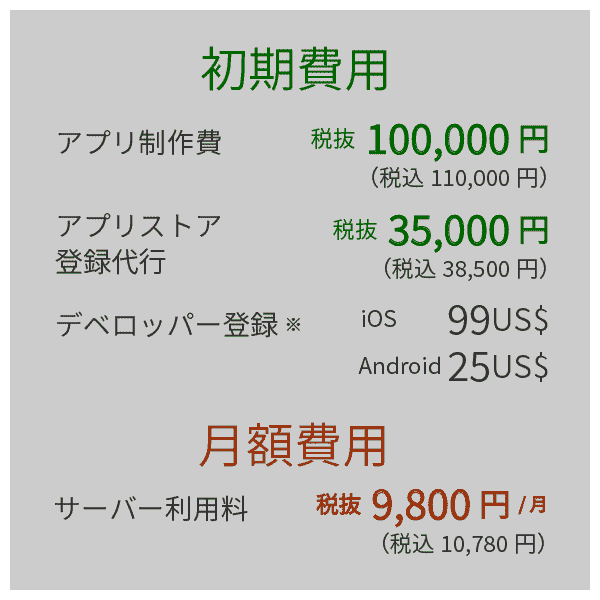 初期費用
アプリ制作費 税抜 100,000 円
（税込 110,000 円）
アプリストア
登録代行 税抜 35,000 円
（税込 38,500 円）
デベロッパー登録 ※ iOS 99US$
Android 25US$
月額費用
サーバー利用料 税抜 9,800 円 / 月
（税込 10,780 円）